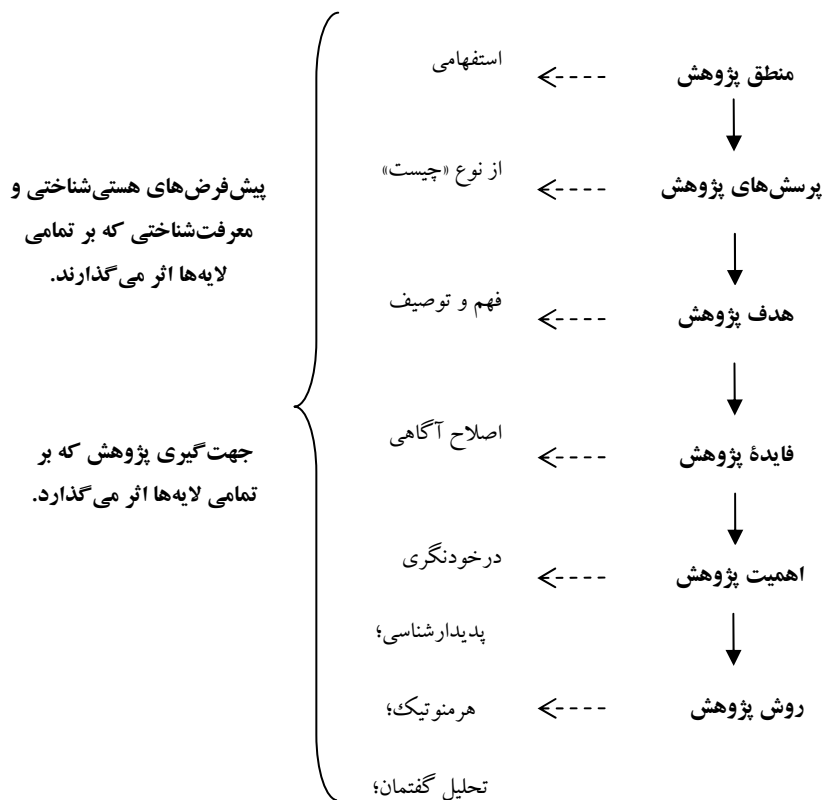 منطق پژوهش
استفهامی
پرسش‌های پژوهش
از نوع «چیست»
هدف پژوهش
فهم و توصیف
فایدهٔ پژوهش
اصلاح آگاهی
اهمیت پژوهش
درخودنگری
روش پژوهش
پدیدارشناسی؛
هرمنوتیک؛
تحلیل گفتمان؛
پیش‌فرض‌های هستی‌شناختی و
معرفت‌شناختی که بر تمامی
لایه‌ها اثر می‌گذارند.
جهت‌گیری پژوهش که بر
تمامی لایه‌ها اثر می‌گذارد.